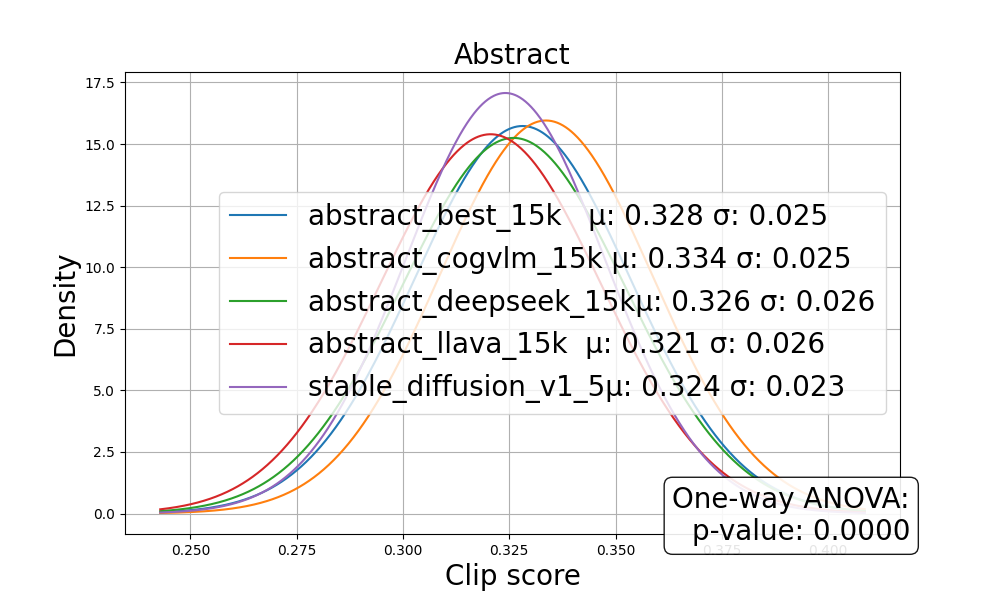 Abstract
17.5
15.0
12.5
10.0
7.5
5.0
2.5
0.0
Density
abstract_best_15k μ: 0.328 σ: 0.025
abstract_cogvlm_15k μ: 0.334 σ: 0.025
abstract_deepseek_15kμ: 0.326 σ: 0.026
abstract_llava_15k μ: 0.321 σ: 0.026
stable_diffusion_v1_5μ: 0.324 σ: 0.023
One-way ANOVA:
p-value: 0.0000
0.250 0.275 0.300 0.325 0.350 0.375 0.400
Clip score